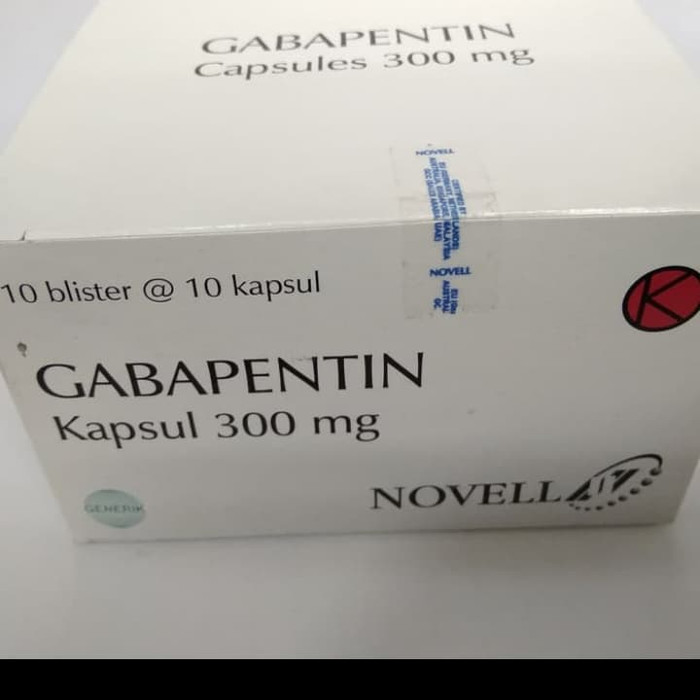 GABAPENTIN
Capsules 300 mg
NOVELL
NOVELL
10 blister @ 10 kapsul
K
GABAPENTIN
Kapsul 300 mg
GENERIK
NOVELL